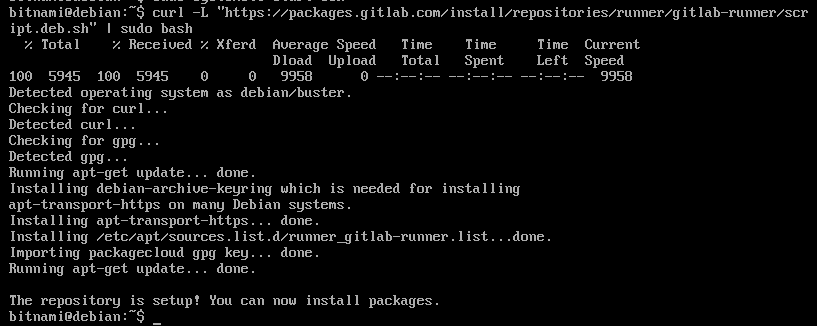 bitnami@debian:~$ curl -L "https://packages.gitlab.com/install/repositories/runner/gitlab-runner/scr
ipt.deb.sh" | sudo bash
  % Total    % Received % Xferd  Average Speed   Time    Time     Time  Current
                                 Dload  Upload   Total   Spent    Left  Speed
100  5945  100  5945    0     0   9958      0 --:--:-- --:--:-- --:--:--  9958
Detected operating system as debian/buster.
Checking for curl...
Detected curl...
Checking for gpg...
Detected gpg...
Running apt-get update... done.
Installing debian-archive-keyring which is needed for installing
apt-transport-https on many Debian systems.
Installing apt-transport-https... done.
Installing /etc/apt/sources.list.d/runner_gitlab-runner.list...done.
Importing packagecloud gpg key... done.
Running apt-get update... done.

The repository is setup! You can now install packages.
bitnami@debian:~$ _